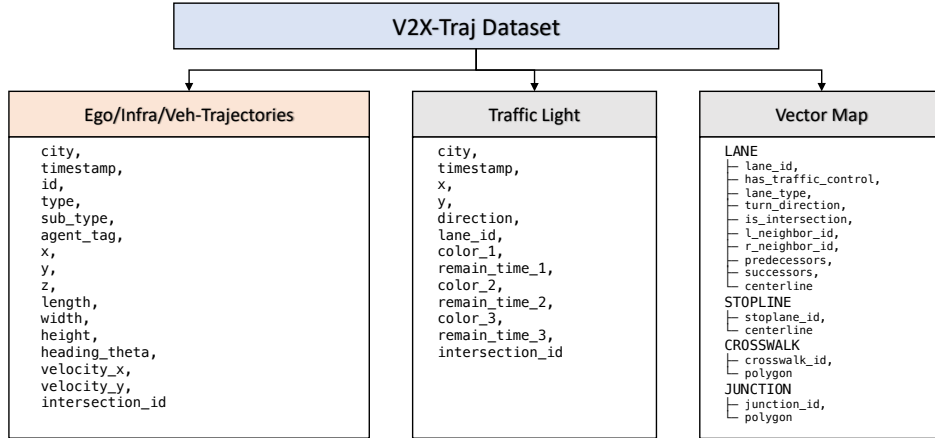 V2X-Traj Dataset
Ego/Infra/Veh-Trajectories
city,
timestamp,
id,
type,
sub_type,
agent_tag,
x,
y,
z,
length,
width,
height,
heading_theta,
velocity_x,
velocity_y,
intersection_id
Traffic Light
city,
timestamp,
x,
y,
direction,
lane_id,
color_1,
remain_time_1,
color_2,
remain_time_2,
color_3,
remain_time_3,
intersection_id
Vector Map
LANE
├─ lane_id,
├─ has_traffic_control,
├─ lane_type,
├─ turn_direction,
├─ is_intersection,
├─ l_neighbor_id,
├─ r_neighbor_id,
├─ predecessors,
├─ successors,
└─ centerline
STOPLINE
├─ stoplane_id,
└─ centerline
CROSSWALK
├─ crosswalk_id,
└─ polygon
JUNCTION
├─ junction_id,
└─ polygon